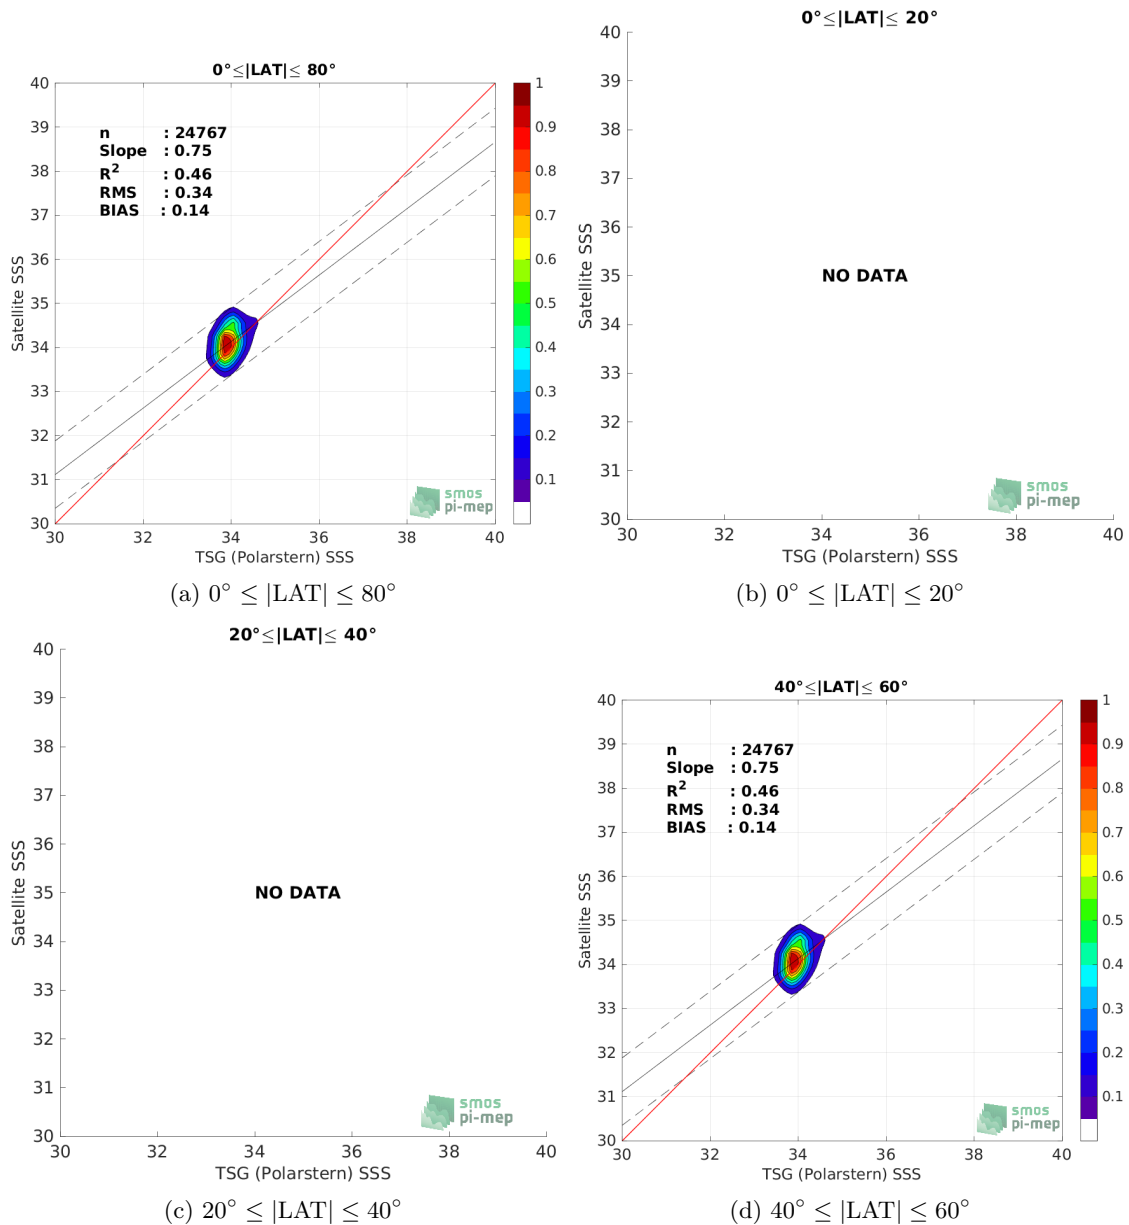 0°≤|LAT|≤ 80°
40
39
38
37
36
35
34
33
32
31
30
Satellite SSS
n : 24767
Slope : 0.75
R² : 0.46
RMS : 0.34
BIAS : 0.14
smos
pi-mep
30 32 34 36 38 40
TSG (Polarstern) SSS
1
0.9
0.8
0.7
0.6
0.5
0.4
0.3
0.2
0.1
(a) 0° ≤ |LAT| ≤ 80°
0°≤|LAT|≤ 20°
40
39
38
37
36
35
34
33
32
31
30
Satellite SSS
NO DATA
smos
pi-mep
30 32 34 36 38 40
TSG (Polarstern) SSS
(b) 0° ≤ |LAT| ≤ 20°
20°≤|LAT|≤ 40°
40
39
38
37
36
35
34
33
32
31
30
Satellite SSS
NO DATA
smos
pi-mep
30 32 34 36 38 40
TSG (Polarstern) SSS
(c) 20° ≤ |LAT| ≤ 40°
40°≤|LAT|≤ 60°
40
39
38
37
36
35
34
33
32
31
30
Satellite SSS
n : 24767
Slope : 0.75
R² : 0.46
RMS : 0.34
BIAS : 0.14
smos
pi-mep
30 32 34 36 38 40
TSG (Polarstern) SSS
1
0.9
0.8
0.7
0.6
0.5
0.4
0.3
0.2
0.1
(d) 40° ≤ |LAT| ≤ 60°